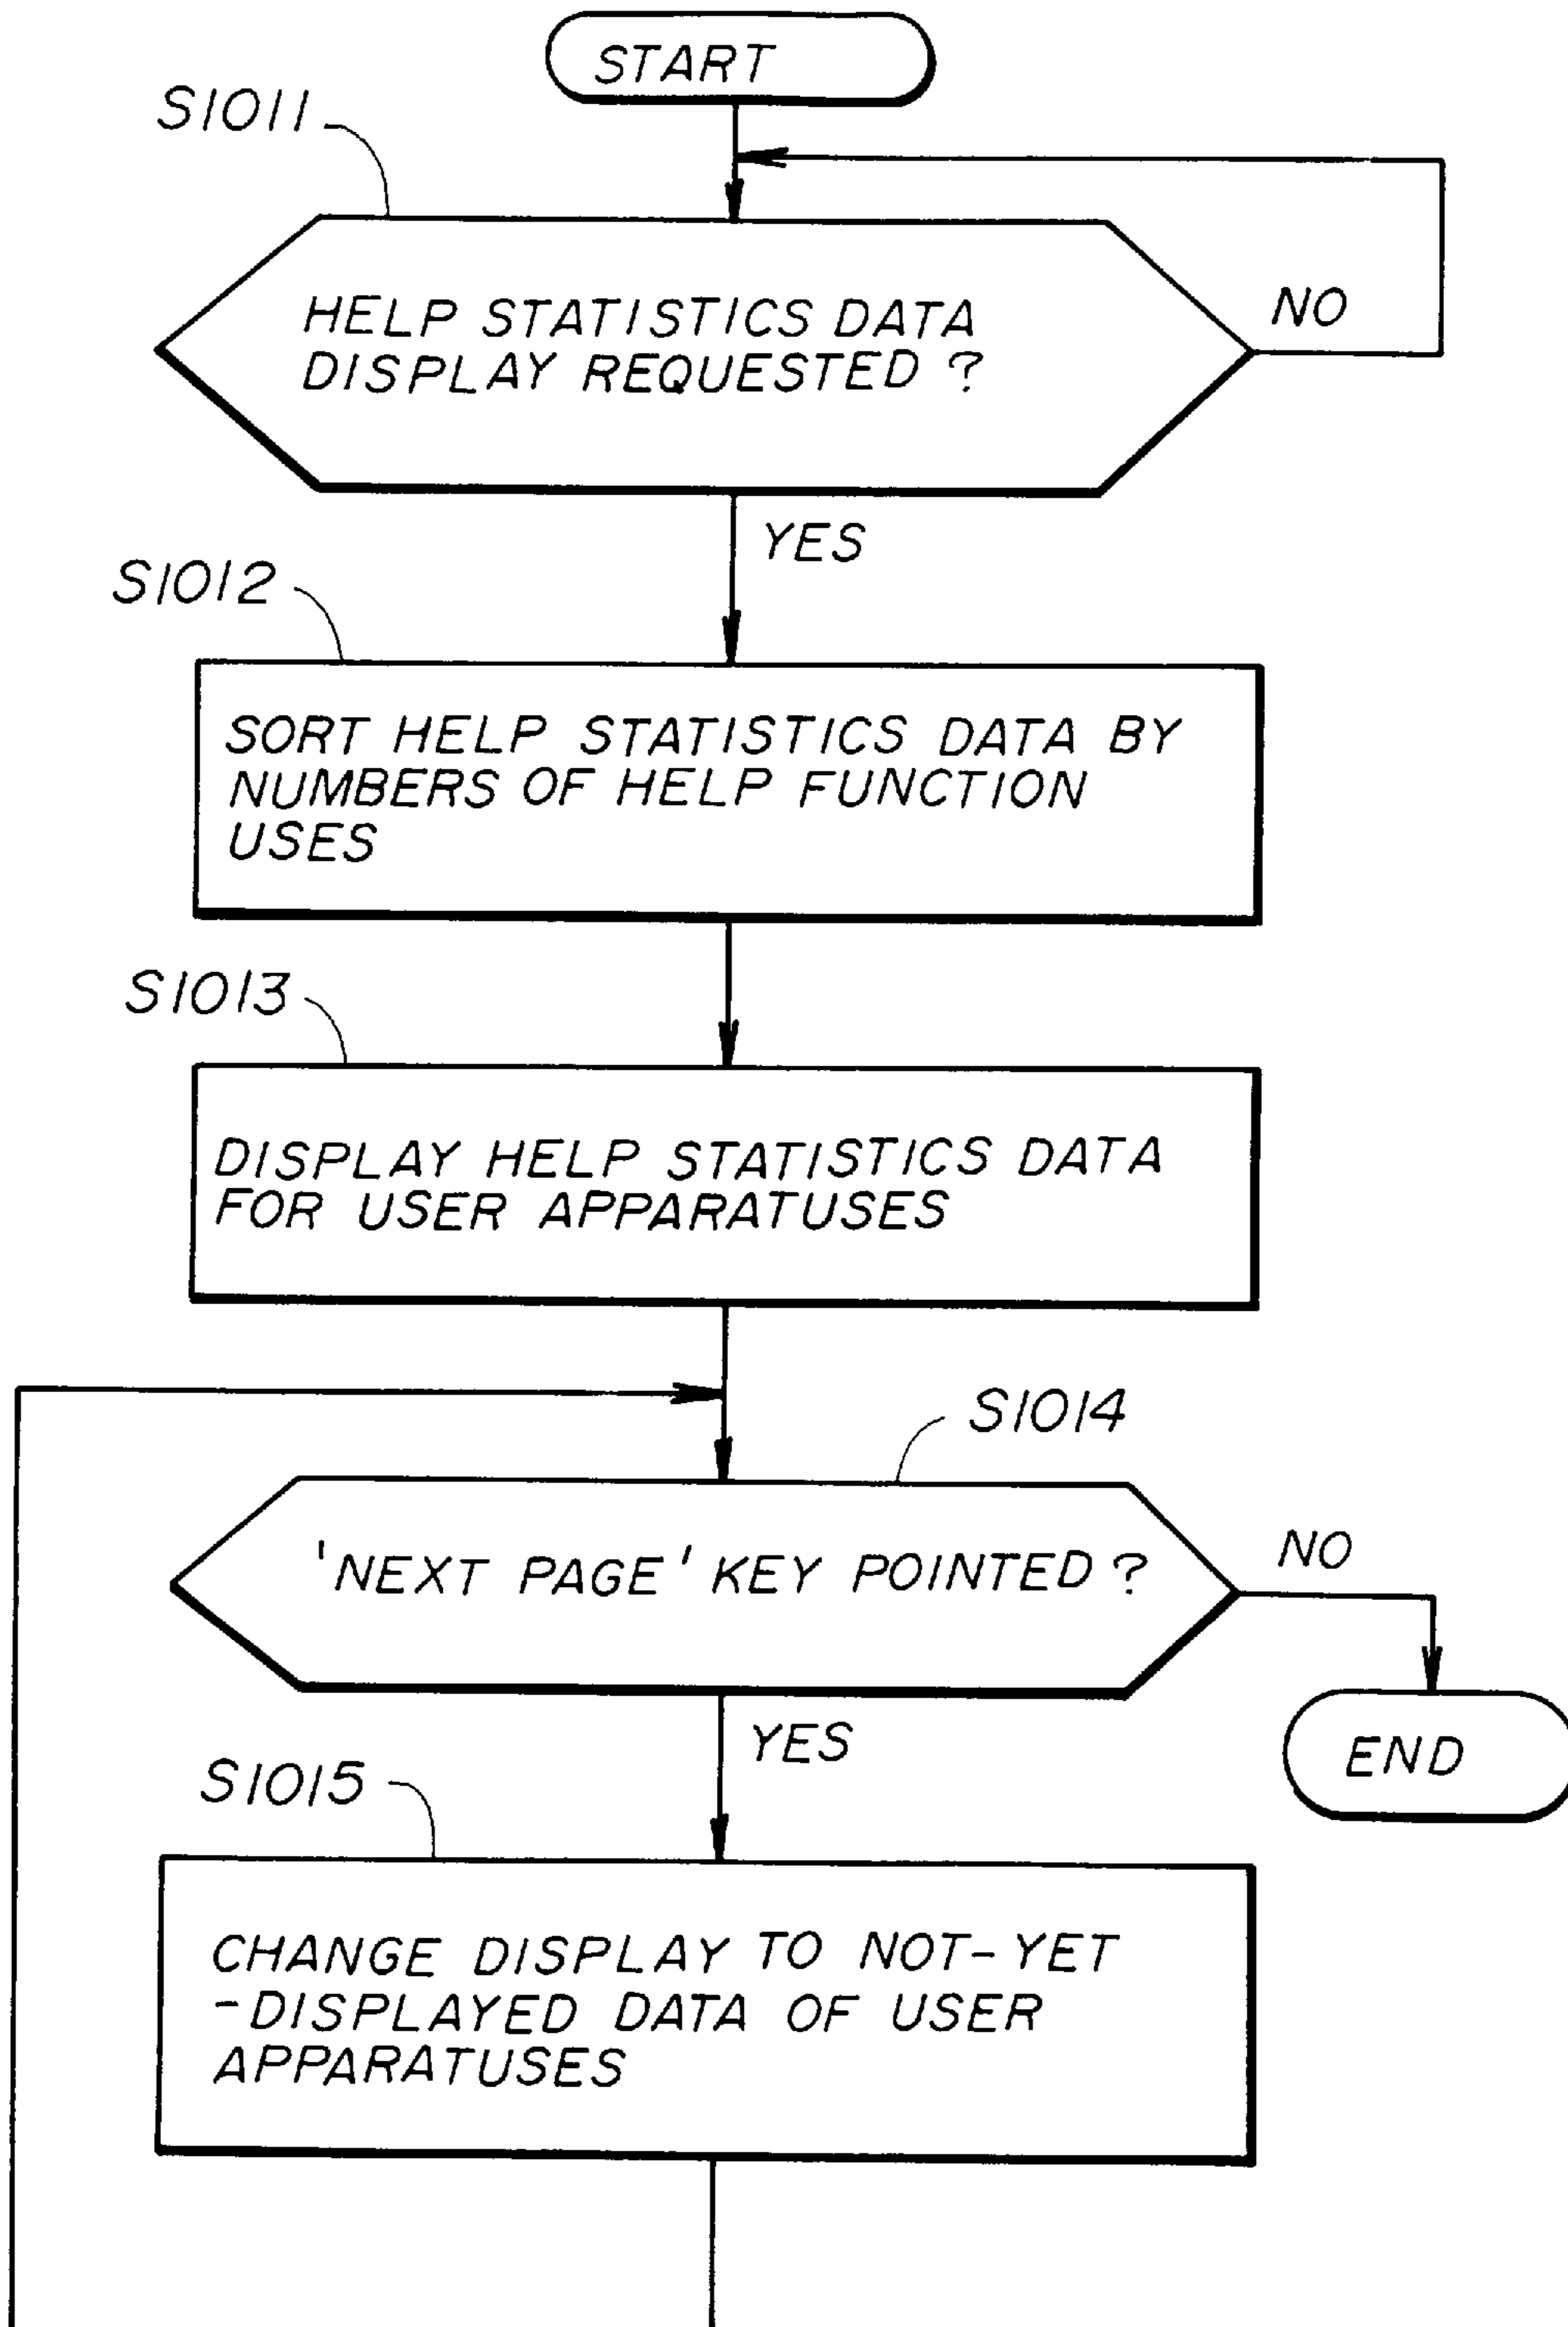 START
S1011
NO
HELP STATISTICS DATA
DISPLAY REQUESTED ?
YES
S1012
SORT HELP STATISTICS DATA BY
NUMBERS OF HELP FUNCTION
USES
S1013
DISPLAY HELP STATISTICS DATA
FOR USER APPARATUSES
S1014
'NEXT PAGE' KEY POINTED ?
NO
YES
END
S1015
CHANGE DISPLAY TO NOT-YET
-DISPLAYED DATA OF USER
APPARATUSES